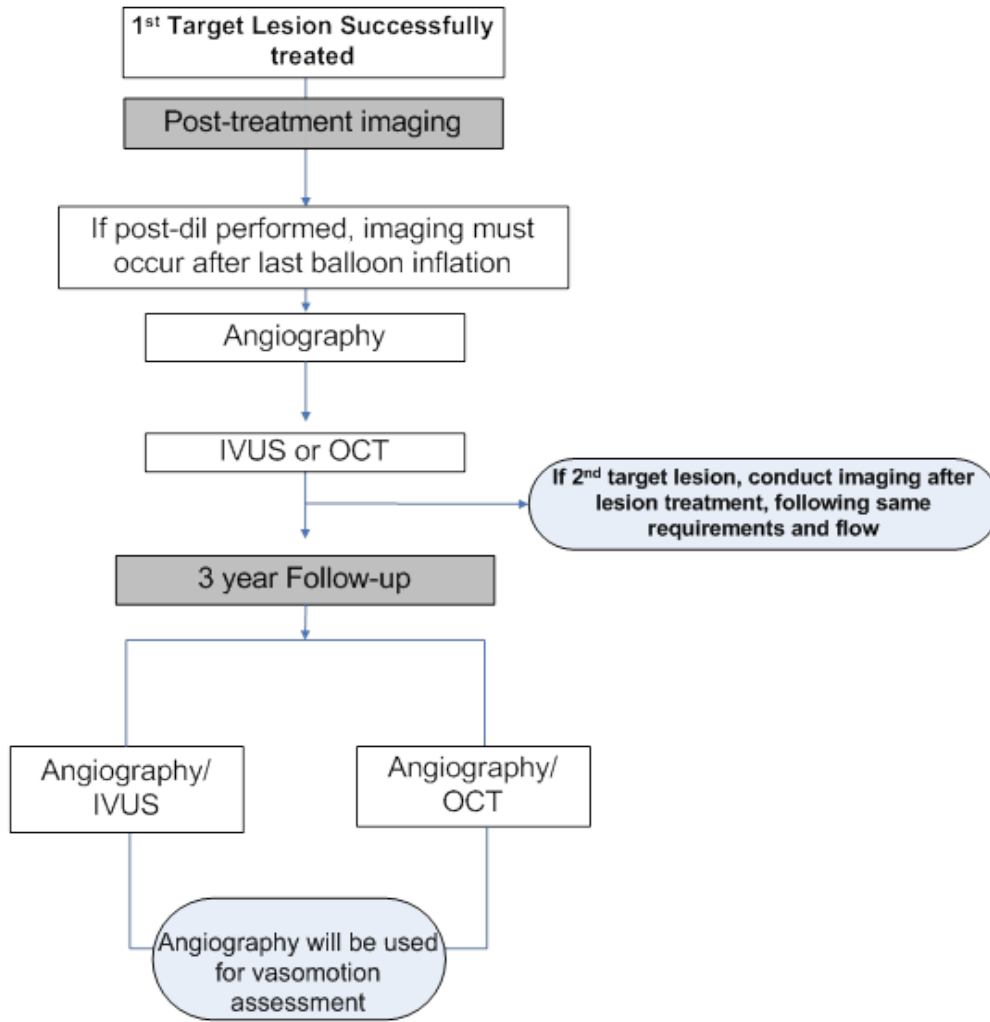 1st Target Lesion Successfully
treated
Post-treatment imaging
If post-dil performed, imaging must
occur after last balloon inflation
Angiography
IVUS or OCT
If 2nd target lesion, conduct imaging after
lesion treatment, following same
requirements and flow
3 year Follow-up
Angiography/
IVUS
Angiography/
OCT
Angiography will be used
for vasomotion
assessment